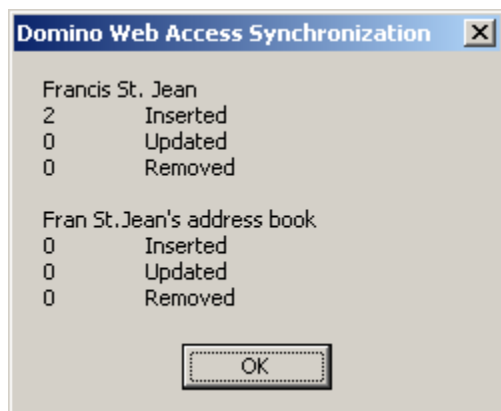 Domino Web Access Synchronization
Francis St. Jean
2 Inserted
0 Updated
0 Removed
Fran St.Jean's address book
0 Inserted
0 Updated
0 Removed
OK